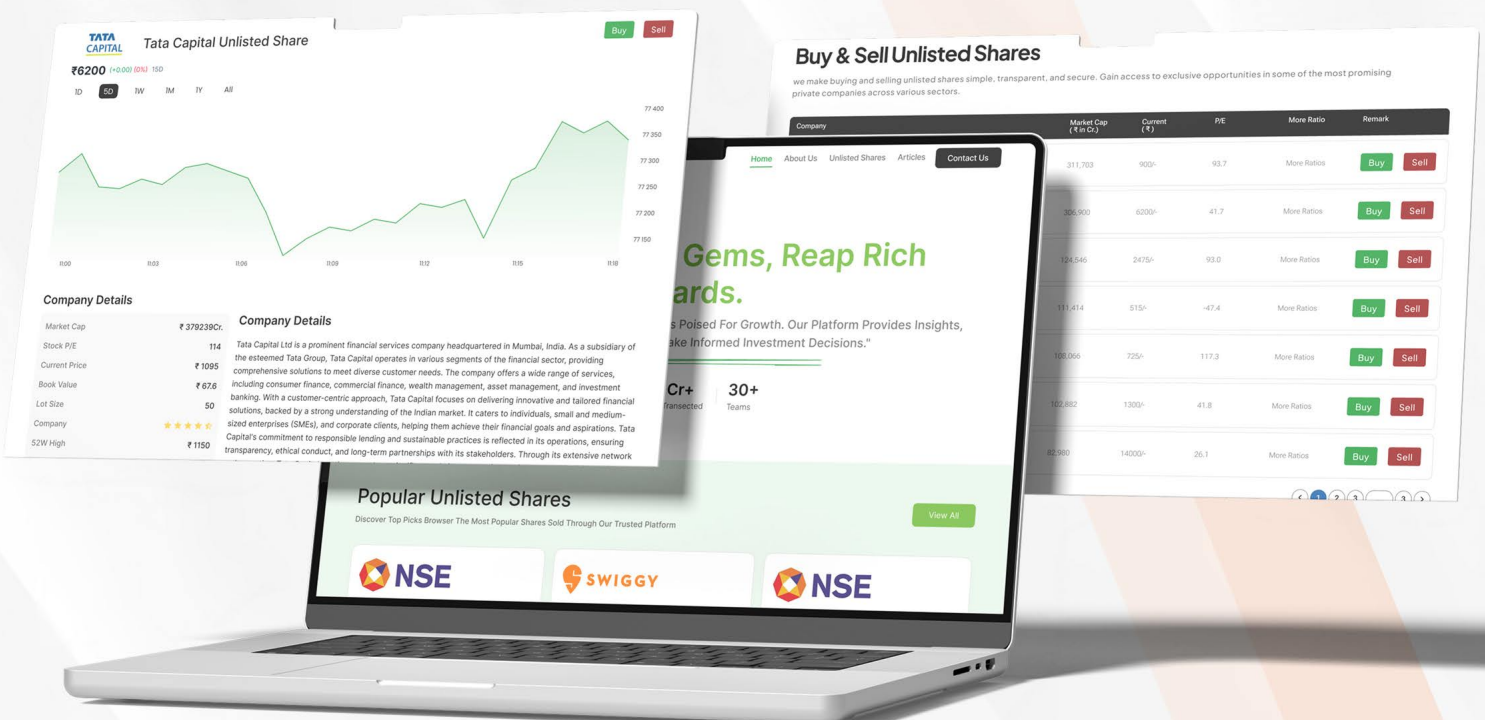 TATA
CAPITAL
Tata Capital Unlisted Share
Buy
Sell
₹6200 (+0.00) (0%) 15D
1D 5D 1W 1M 1Y All
77 400
77 350
77 300
77 250
77 200
77 150
11:00 11:03 11:06 11:09 11:12 11:15 11:18
Company Details
Market Cap ₹ 379239Cr.
Stock P/E 114
Current Price ₹ 1095
Book Value ₹ 67.6
Lot Size 50
Company
52W High ₹ 1150
Company Details
Tata Capital Ltd is a prominent financial services company headquartered in Mumbai, India. As a subsidiary of
the esteemed Tata Group, Tata Capital operates in various segments of the financial sector, providing
comprehensive solutions to meet diverse customer needs. The company offers a wide range of services,
including consumer finance, commercial finance, wealth management, asset management, and investment
banking. With a customer-centric approach, Tata Capital focuses on delivering innovative and tailored financial
solutions, backed by a strong understanding of the Indian market. It caters to individuals, small and medium-
sized enterprises (SMEs), and corporate clients, helping them achieve their financial goals and aspirations. Tata
Capital's commitment to responsible lending and sustainable practices is reflected in its operations, ensuring
transparency, ethical conduct, and long-term partnerships with its stakeholders. Through its extensive network
Home About Us Unlisted Shares Articles Contact Us
Gems, Reap Rich
ards.
s Poised For Growth. Our Platform Provides Insights,
ake Informed Investment Decisions."
Cr+
Transected
30+
Teams
Popular Unlisted Shares
Discover Top Picks Browser The Most Popular Shares Sold Through Our Trusted Platform
View All
NSE
SWIGGY
NSE
Buy & Sell Unlisted Shares
we make buying and selling unlisted shares simple, transparent, and secure. Gain access to exclusive opportunities in some of the most promising
private companies across various sectors.
Company Market Cap (₹ in Cr.) Current (₹) P/E More Ratio Remark
311,703 900/- 93.7 More Ratios Buy Sell
306,900 6200/- 41.7 More Ratios Buy Sell
124,546 2475/- 93.0 More Ratios Buy Sell
111,414 515/- -47.4 More Ratios Buy Sell
108,066 725/- 117.3 More Ratios Buy Sell
102,882 1300/- 41.8 More Ratios Buy Sell
82,980 14000/- 26.1 More Ratios Buy Sell
1 2 3 3